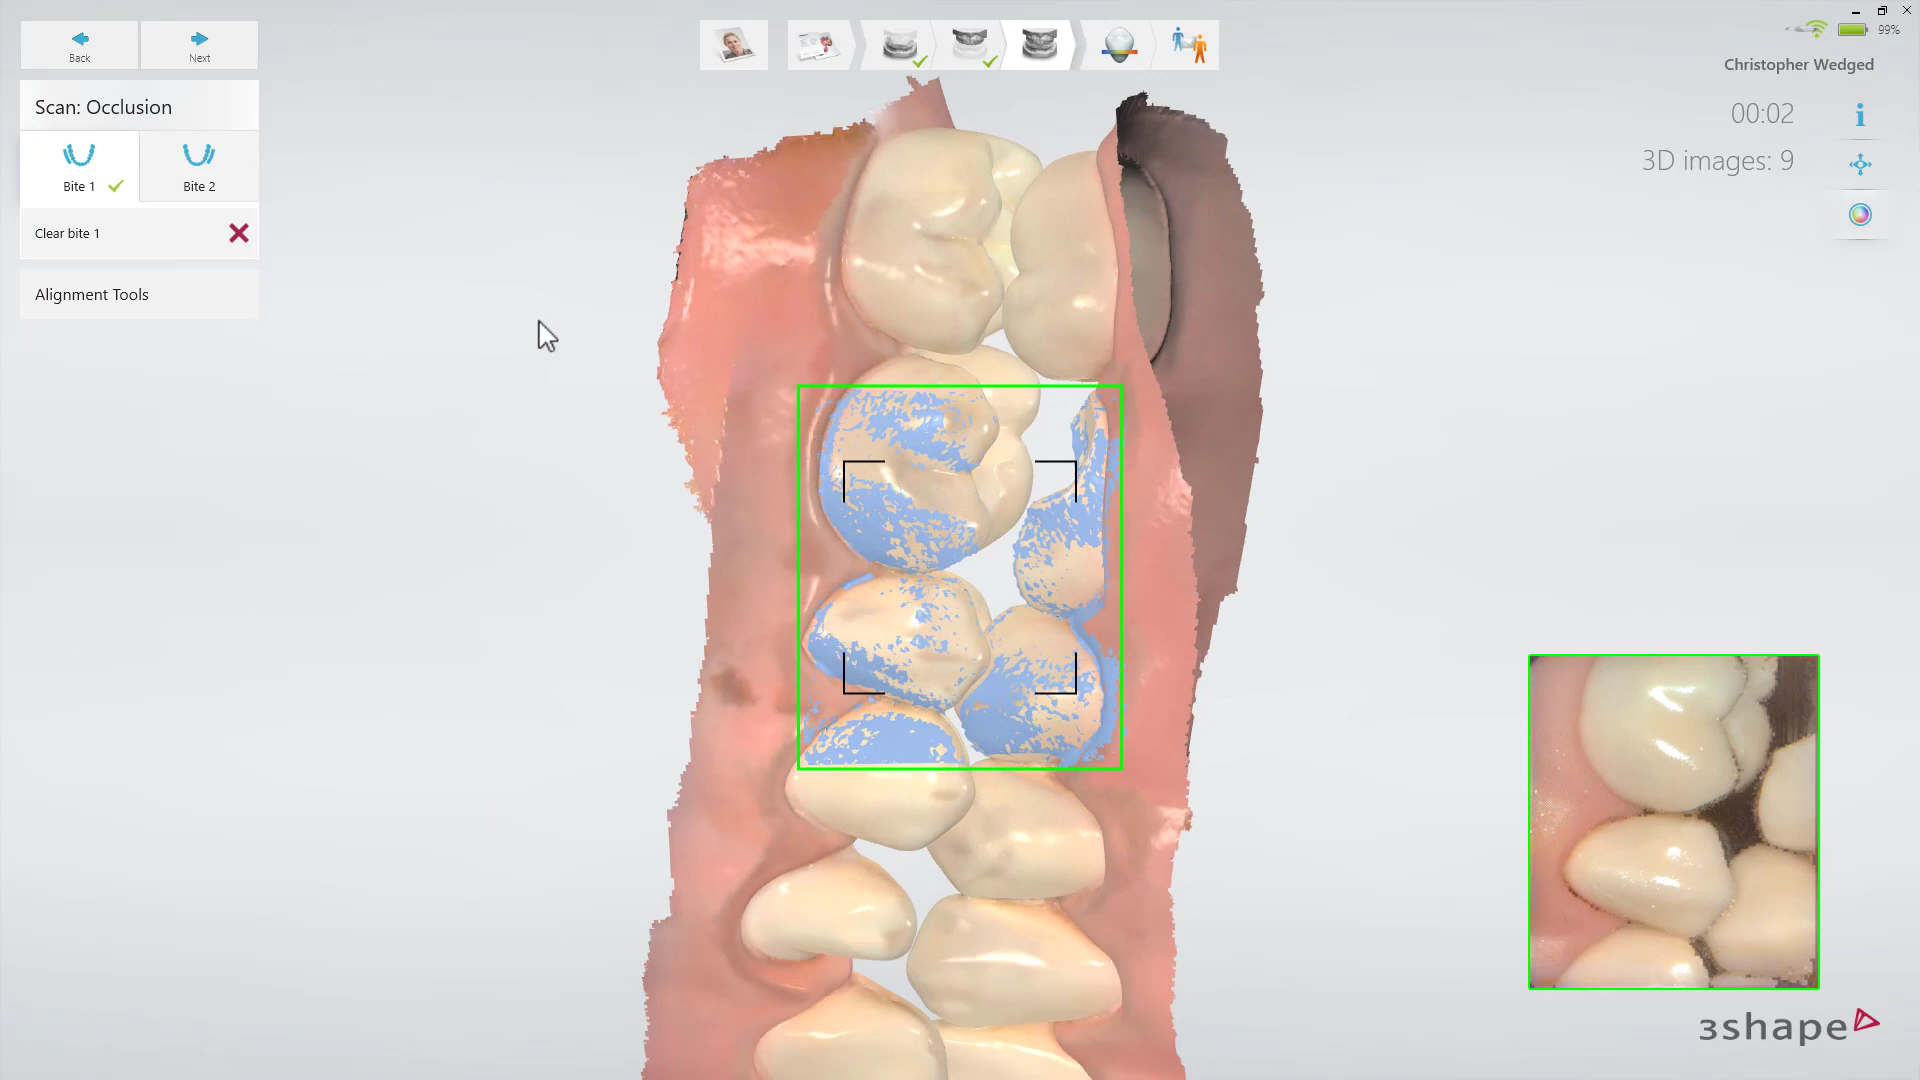 Back
Next
99%
Christopher Wedged
Scan: Occlusion
00:02
3D images: 9
Bite 1
Bite 2
Clear bite 1
Alignment Tools
3shape